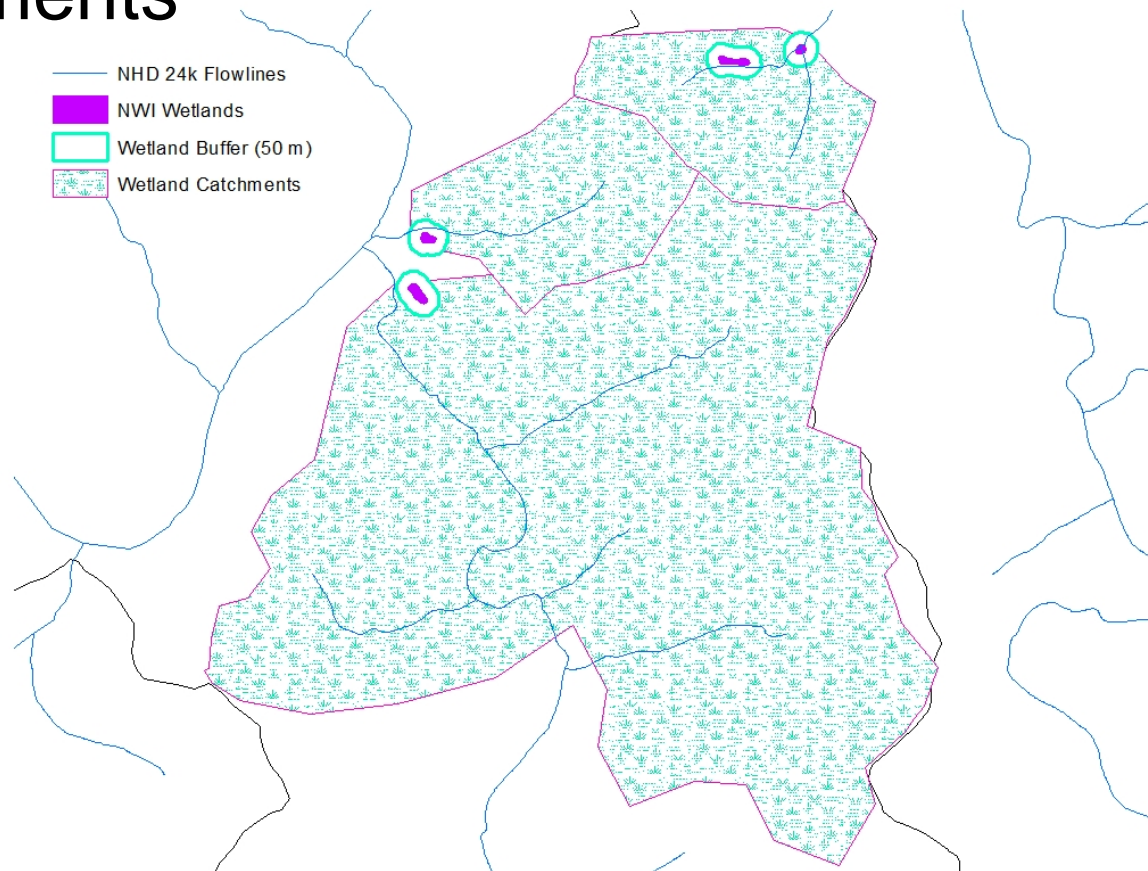 NHD 24k Flowlines
NWI Wetlands
Wetland Buffer (50 m)
Wetland Catchments